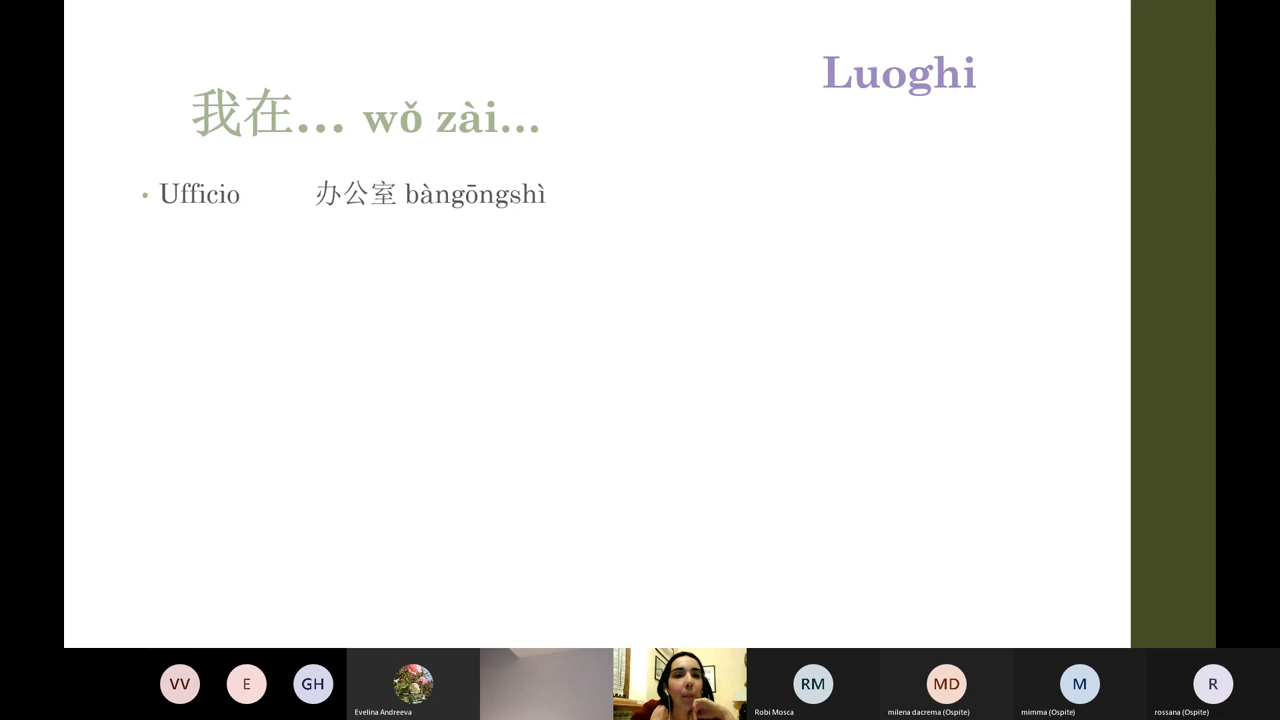 Luoghi
我在... wǒ zài...
• Ufficio 办公室 bàngōngshì
VV
E
GH
Evelina Andreeva
RM
Robi Mosca
MD
milena dacrema (Ospite)
M
mimma (Ospite)
R
rossana (Ospite)